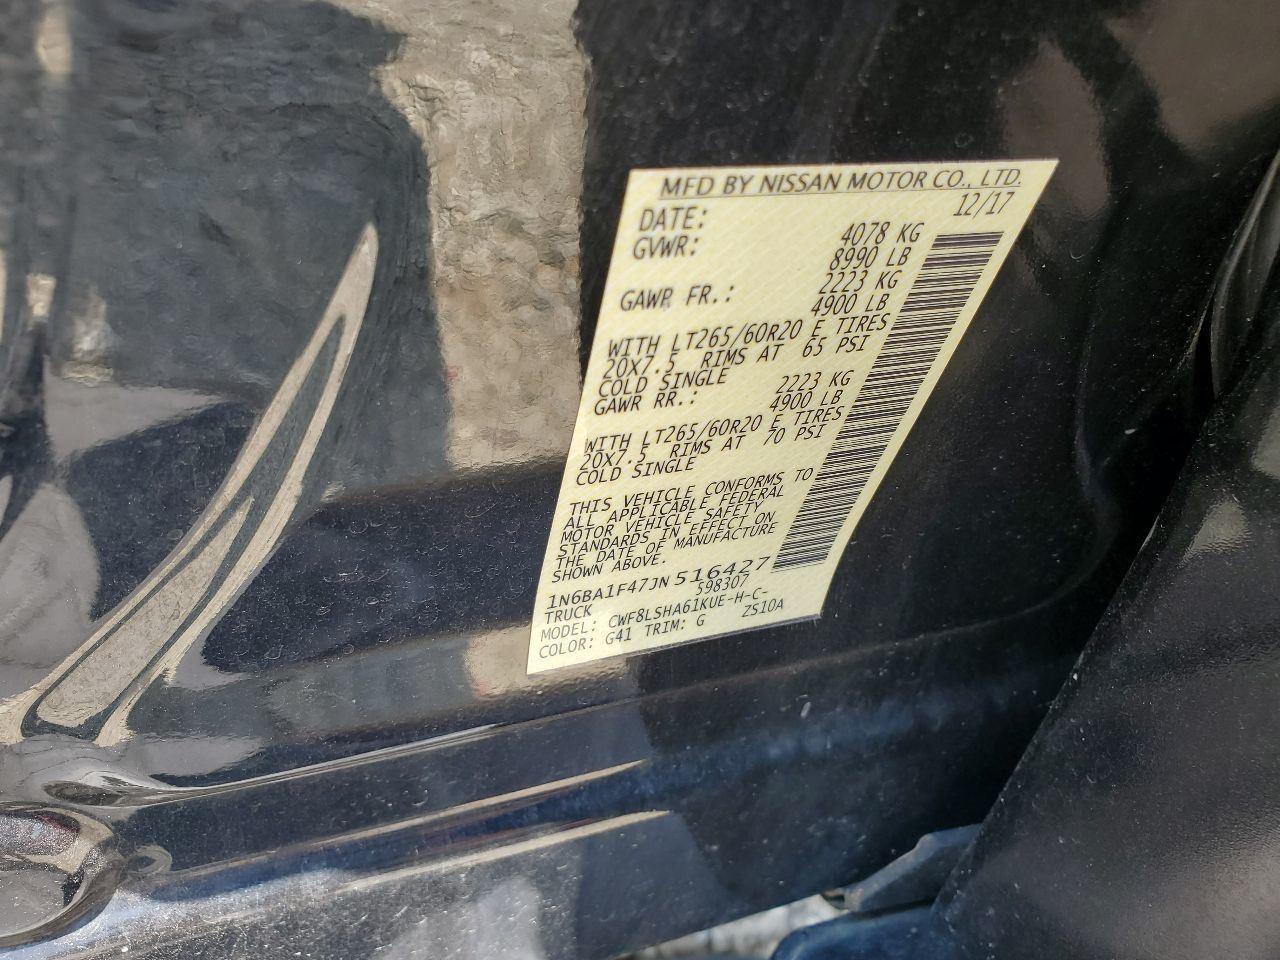 MFD BY NISSAN MOTOR CO., LTD.
DATE: 12/17
GVWR: 4078 KG
8990 LB
GAWR FR.: 2223 KG
4900 LB
WITH LT265/60R20 E TIRES
20X7.5 RIMS AT 65 PSI
COLD SINGLE
GAWR RR.: 2223 KG
4900 LB
WITH LT265/60R20 E TIRES
20X7.5 RIMS AT 70 PSI
COLD SINGLE
THIS VEHICLE CONFORMS TO
ALL APPLICABLE FEDERAL
MOTOR VEHICLE SAFETY
STANDARDS IN EFFECT ON
THE DATE OF MANUFACTURE
SHOWN ABOVE.
1N6BA1F47JN516427
TRUCK 598307
MODEL: CWF8LSHA61KUE-H-C-
COLOR: G41 TRIM: G ZS10A